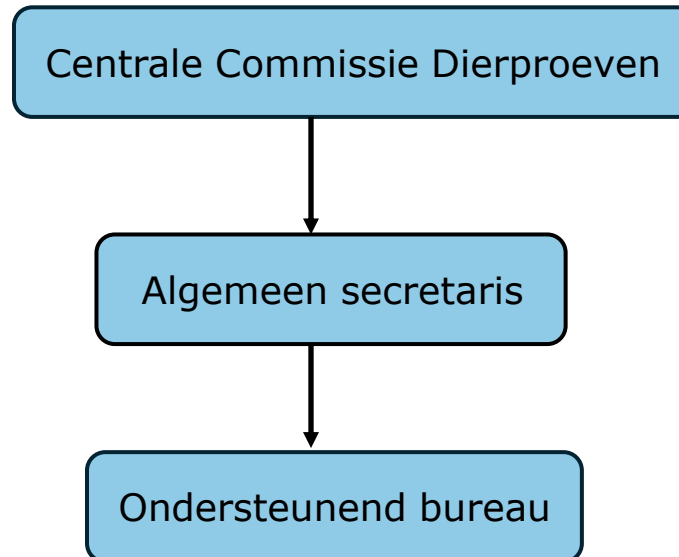 Centrale Commissie Dierproeven
Algemeen secretaris
Ondersteunend bureau